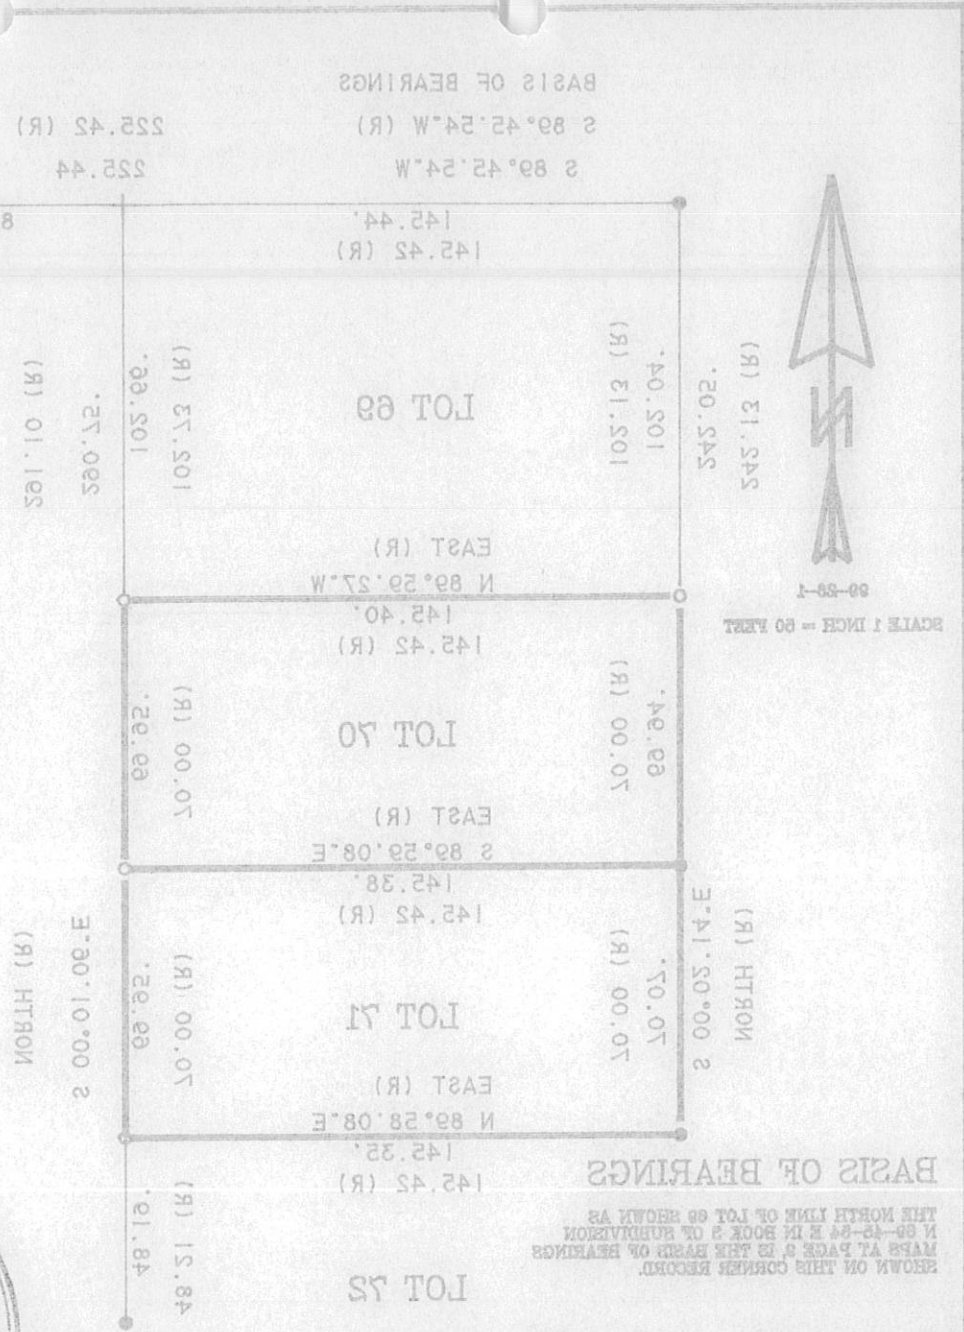 BASIS OF BEARINGS
S 89°45'54"W (R)
225.42 (R)
S 89°45'54"W
225.44
145.44'
8
145.42 (R)
291.10 (R)
290.75'
102.66'
102.73 (R)
LOT 69
102.13 (R)
102.04'
242.05'
242.13 (R)
N
EAST (R)
N 89°59'27"W
99-28-1
SCALE 1 INCH = 50 FEET
145.40'
145.42 (R)
69.95'
70.00 (R)
LOT 70
70.00 (R)
69.94'
EAST (R)
S 89°59'08"E
145.38'
145.42 (R)
NORTH (R)
S 00°01'06"E
69.95'
70.00 (R)
LOT 71
70.00 (R)
70.07'
S 00°02'14"E
NORTH (R)
EAST (R)
N 89°58'08"E
145.35'
145.42 (R)
BASIS OF BEARINGS
THE NORTH LINE OF LOT 69 SHOWN AS
N 89-45-54 E IN BOOK 5 OF SUBDIVISION
MAPS AT PAGE 9, IS THE BASIS OF BEARINGS
SHOWN ON THIS CORNER RECORD.
48.19'
48.21 (R)
LOT 72